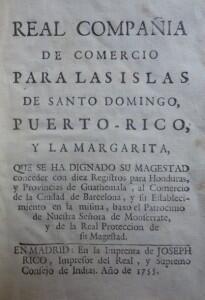 REAL COMPAÑIA
DE COMERCIO
PARA LAS ISLAS
DE SANTO DOMINGO,
PUERTO-RICO,
Y LA MARGARITA,
QUE SE HA DIGNADO SU MAGESTAD
conceder con diez Registros para Honduras,
y Provincias de Guathemala, al Comercio
de la Ciudad de Barcelona, y su Estableci-
miento en la misma, baxo el Patrocinio
de Nuestra Señora de Monserrate,
y de la Real Proteccion de
su Magestad.
EN MADRID: En la Imprenta de JOSEPH
RICO, Impresor del Real, y Supremo
Consejo de Indias. Año de 1755.